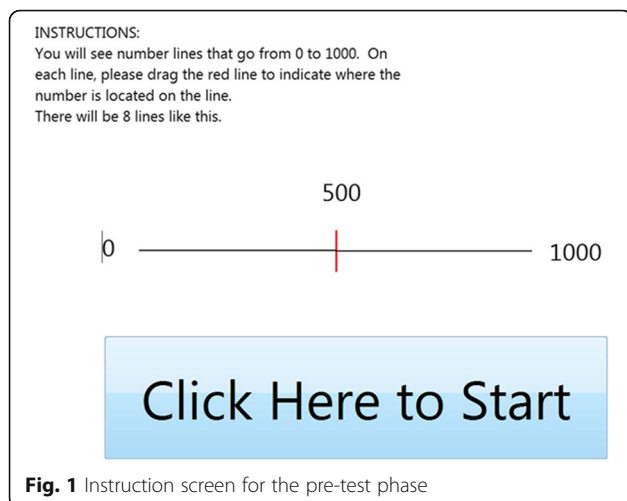 INSTRUCTIONS:
You will see number lines that go from 0 to 1000. On
each line, please drag the red line to indicate where the
number is located on the line.
There will be 8 lines like this.
500
0 1000
Click Here to Start
Fig. 1 Instruction screen for the pre-test phase